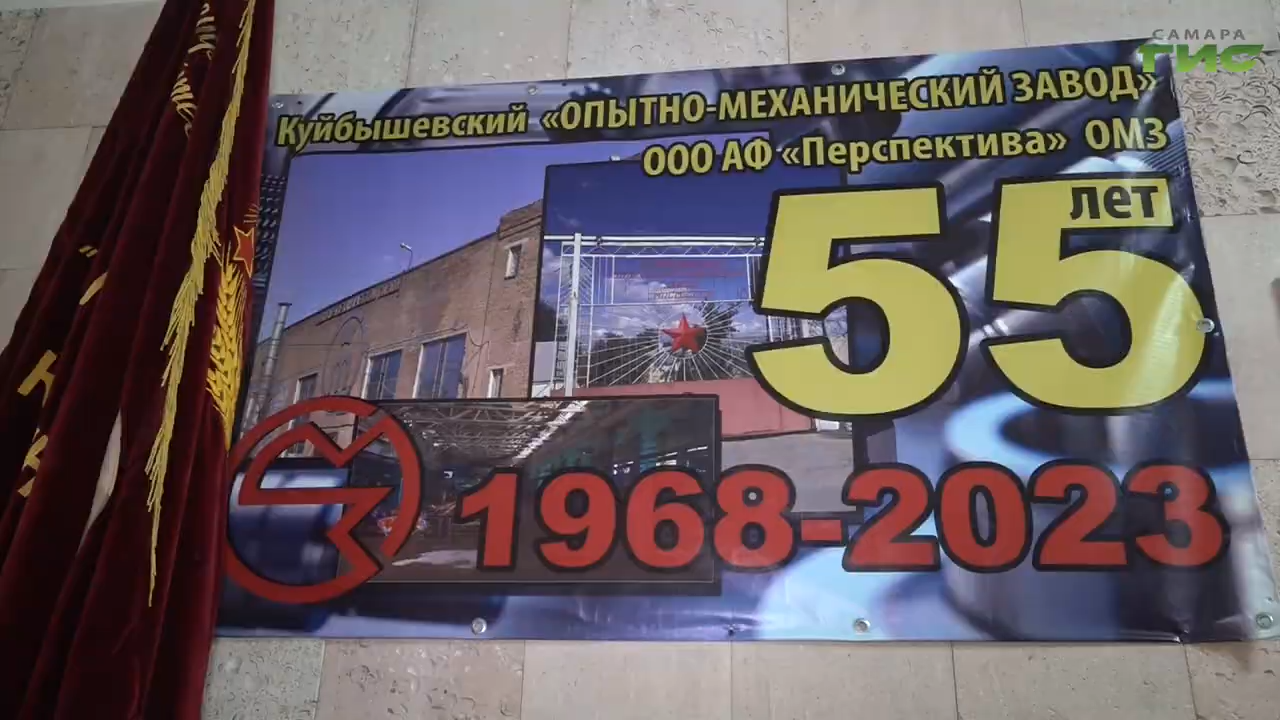 САМАРА
ГИС
Куйбышевский «ОПЫТНО-МЕХАНИЧЕСКИЙ ЗАВОД»
ООО АФ «Перспектива» ОМЗ
55 лет
1968-2023